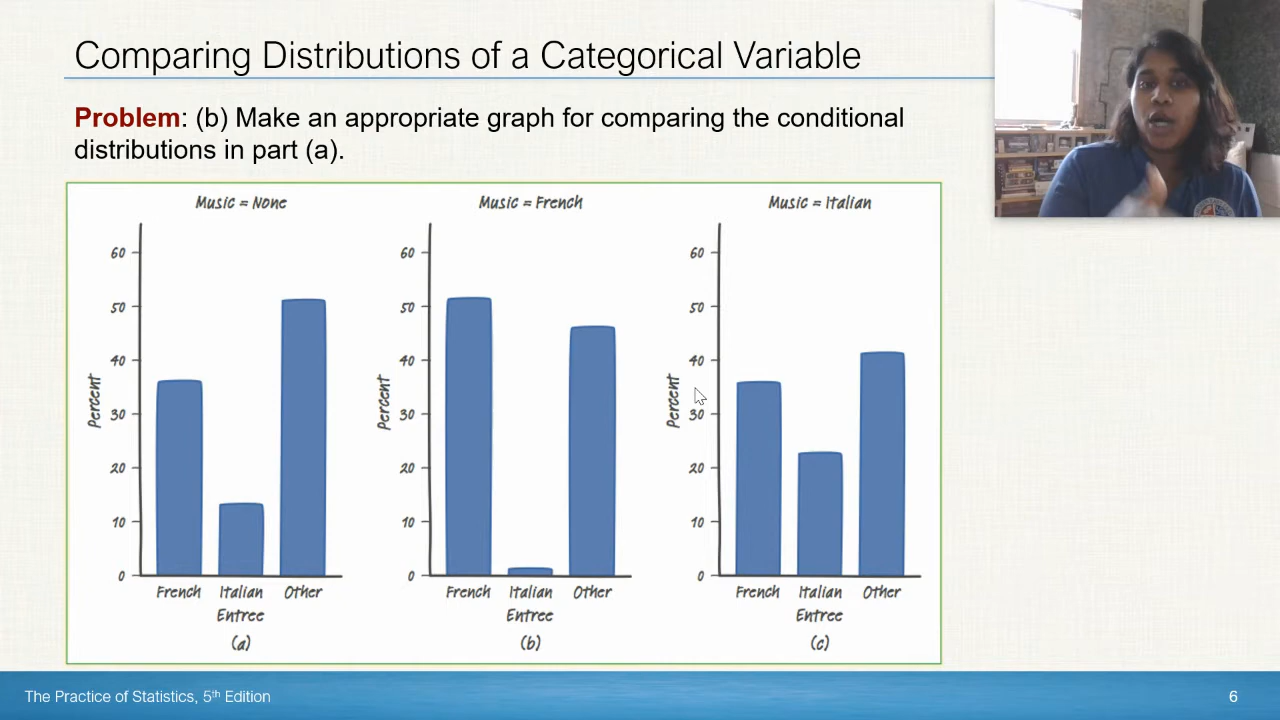 Comparing Distributions of a Categorical Variable
Problem: (b) Make an appropriate graph for comparing the conditional
distributions in part (a).
Music = None
60
50
40
30
20
10
0
Percent
French Italian Other
Entree
(a)
Music = French
60
50
40
30
20
10
0
Percent
French Italian Other
Entree
(b)
Music = Italian
60
50
40
30
20
10
0
Percent
French Italian Other
Entree
(c)
The Practice of Statistics, 5th Edition
6